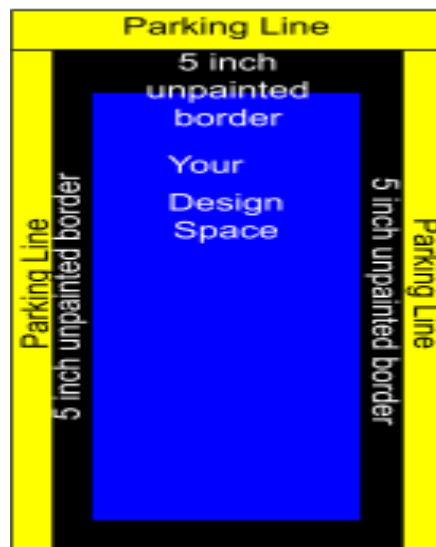 Parking Line
5 inch
unpainted
border
Your
Design
Space
Parking Line
5 inch unpainted border
5 inch unpainted border
Parking Line